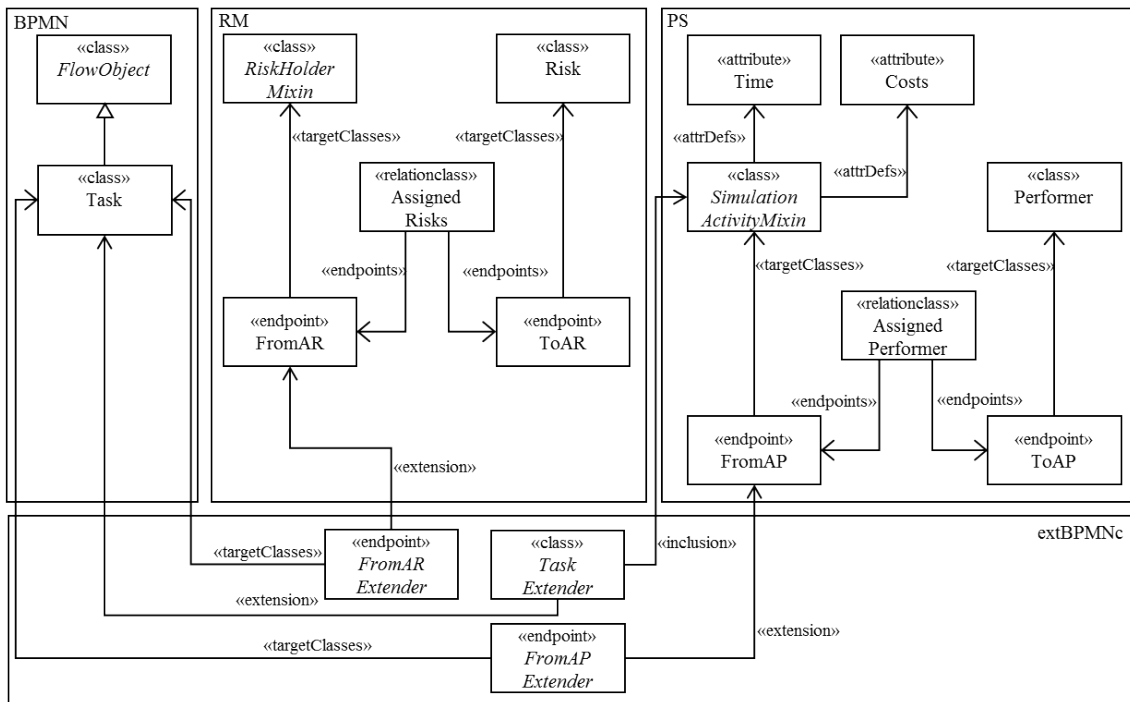 BPMN
«class»
FlowObject
«class»
Task
RM
«class»
RiskHolder
Mixin
«class»
Risk
«targetClasses»
«targetClasses»
«relationclass»
Assigned
Risks
«endpoints»
«endpoints»
«endpoint»
FromAR
«endpoint»
ToAR
«extension»
PS
«attribute»
Time
«attribute»
Costs
«attrDefs»
«attrDefs»
«class»
Simulation
ActivityMixin
«class»
Performer
«targetClasses»
«targetClasses»
«relationclass»
Assigned
Performer
«endpoints»
«endpoints»
«endpoint»
FromAP
«endpoint»
ToAP
extBPMNc
«targetClasses»
«endpoint»
FromAR
Extender
«class»
Task
Extender
«inclusion»
«extension»
«targetClasses»
«endpoint»
FromAP
Extender
«extension»